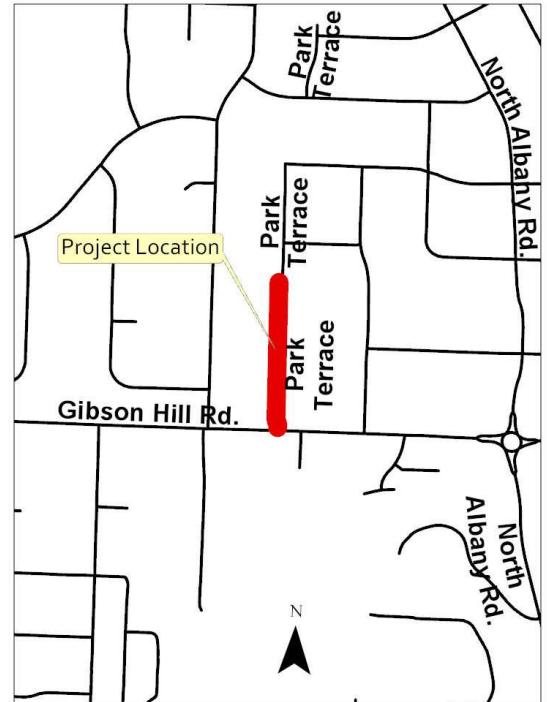 Park
Terrace
North Albany Rd.
Park
Terrace
Project Location
Park
Terrace
Gibson Hill Rd.
North
Albany Rd.
N